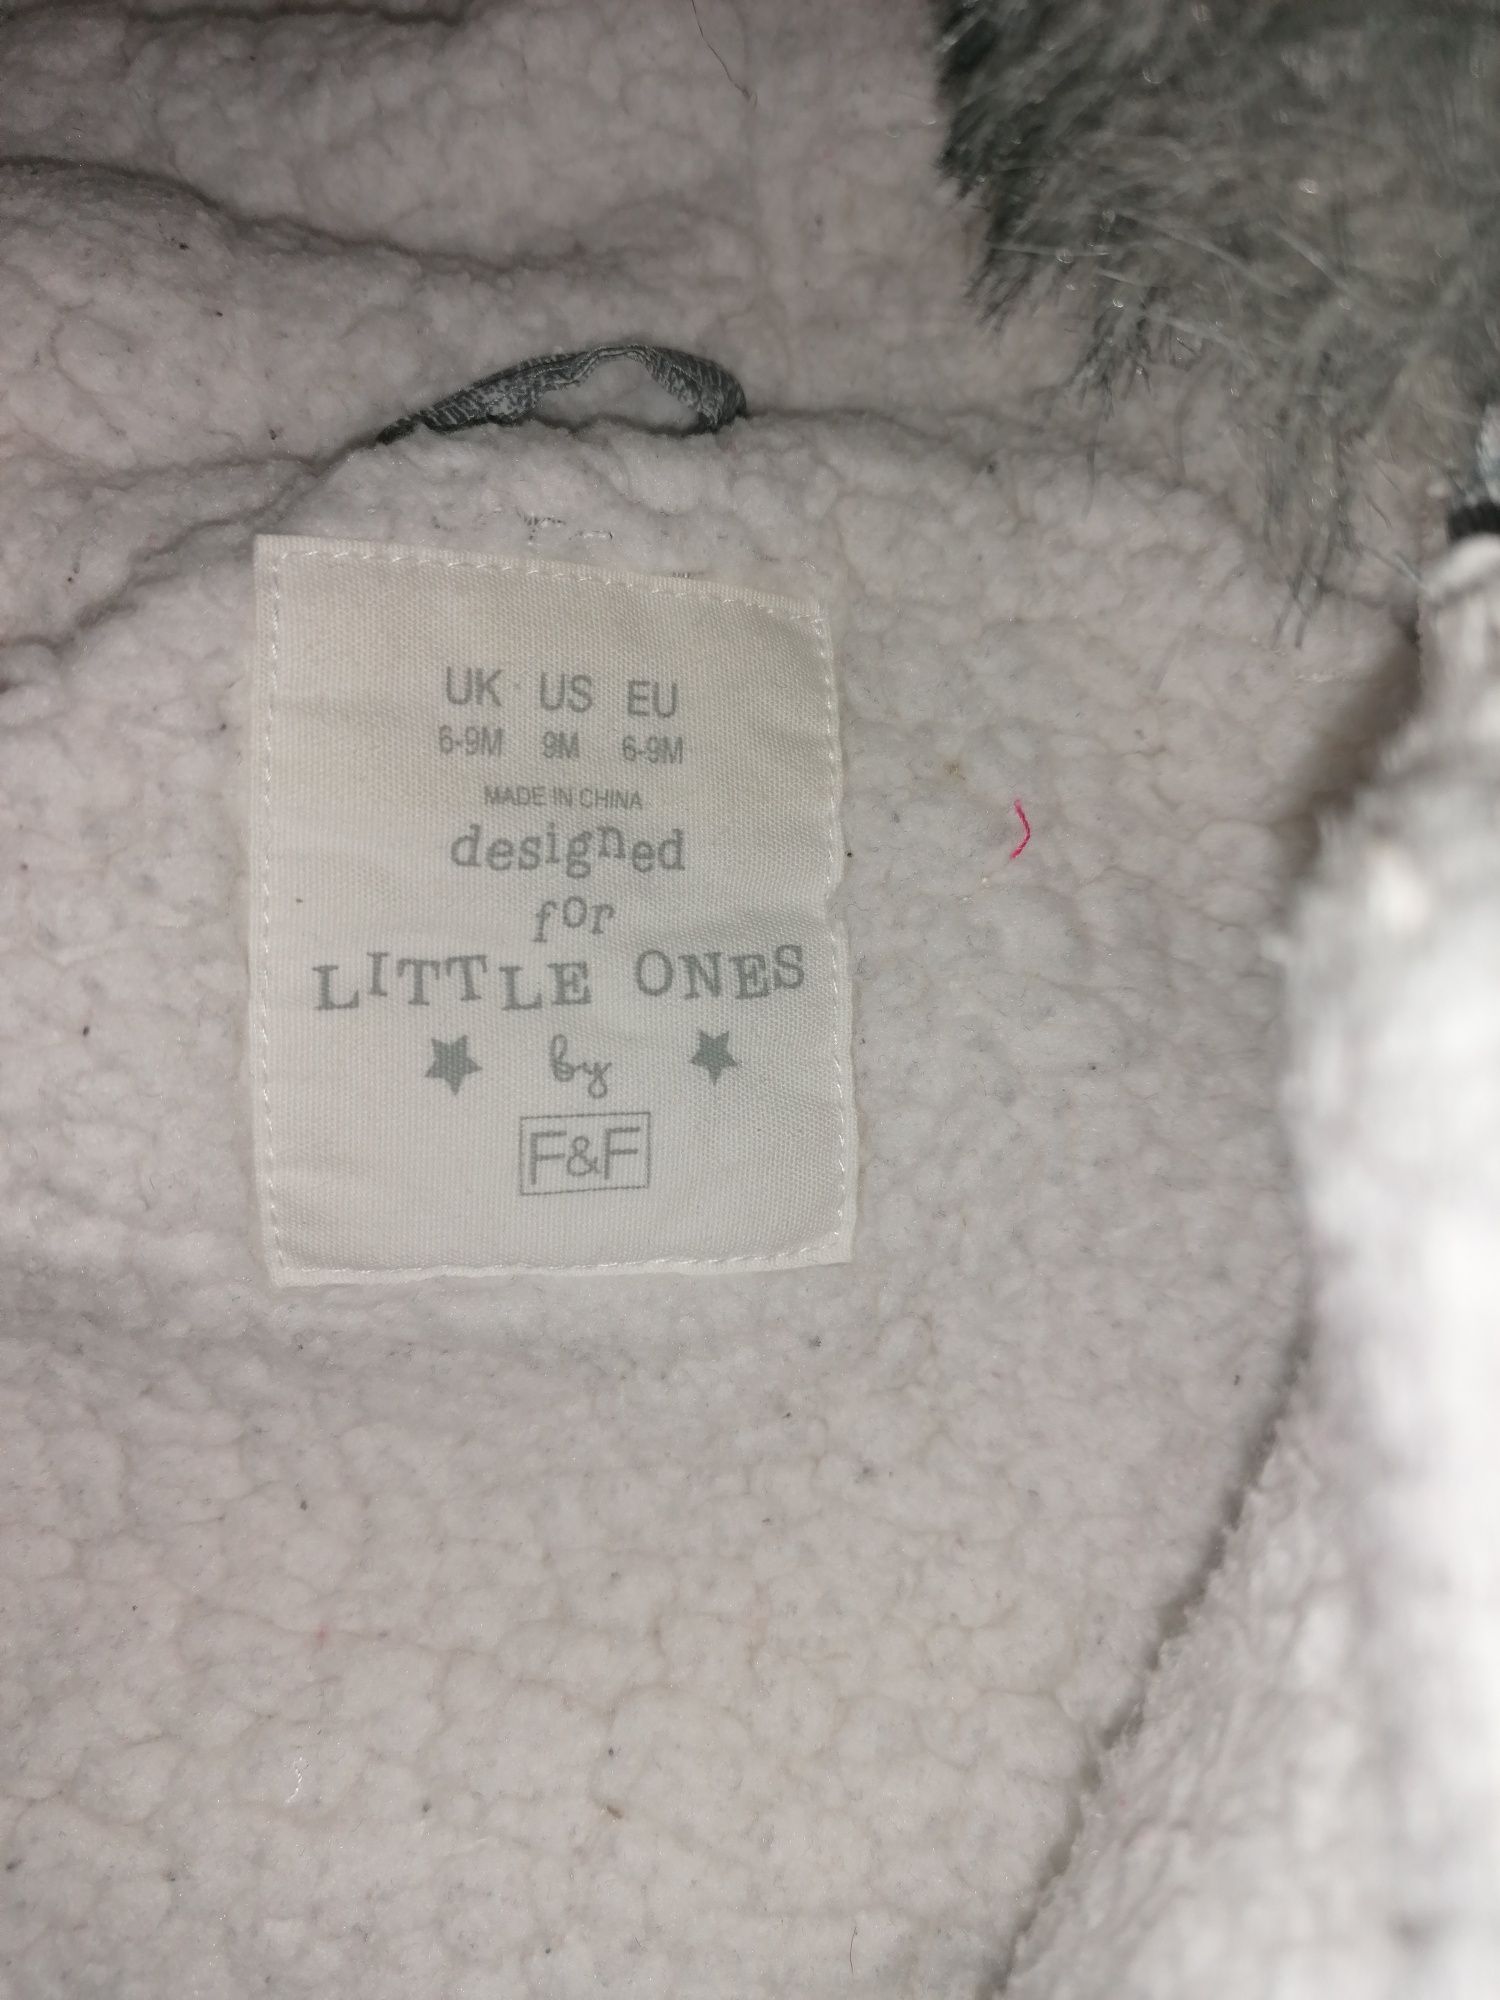 UK US EU
6-9M 9M 6-9M
MADE IN CHINA
designed
for
LITTLE ONES
by
F&F